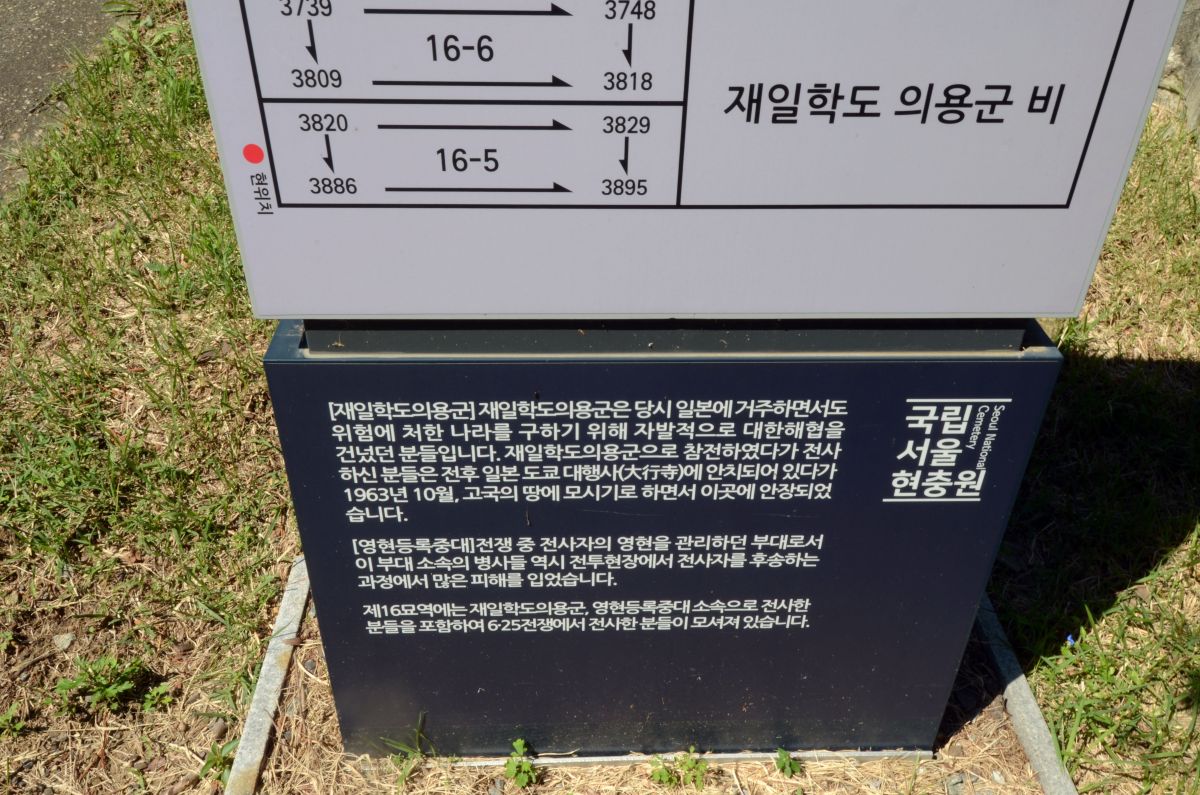 3739 3748
16-6
3809 3818
재일학도 의용군 비
3820 3829
16-5
3886 3895
현위치
[재일학도의용군] 재일학도의용군은 당시 일본에 거주하면서도
위험에 처한 나라를 구하기 위해 자발적으로 대한해협을
건넜던 분들입니다. 재일학도의용군으로 참전하였다가 전사
하신 분들은 전후 일본 도쿄 대행사(大行寺)에 안치되어 있다가
1963년 10월, 고국의 땅에 모시기로 하면서 이곳에 안장되었
습니다.
[영현등록중대]전쟁 중 전사자의 영현을 관리하던 부대로서
이 부대 소속의 병사들 역시 전투현장에서 전사자를 후송하는
과정에서 많은 피해를 입었습니다.
제16묘역에는 재일학도의용군, 영현등록중대 소속으로 전사한
분들을 포함하여 6·25전쟁에서 전사한 분들이 모셔져 있습니다.
국립
서울
현충원
Seoul National
Cemetery